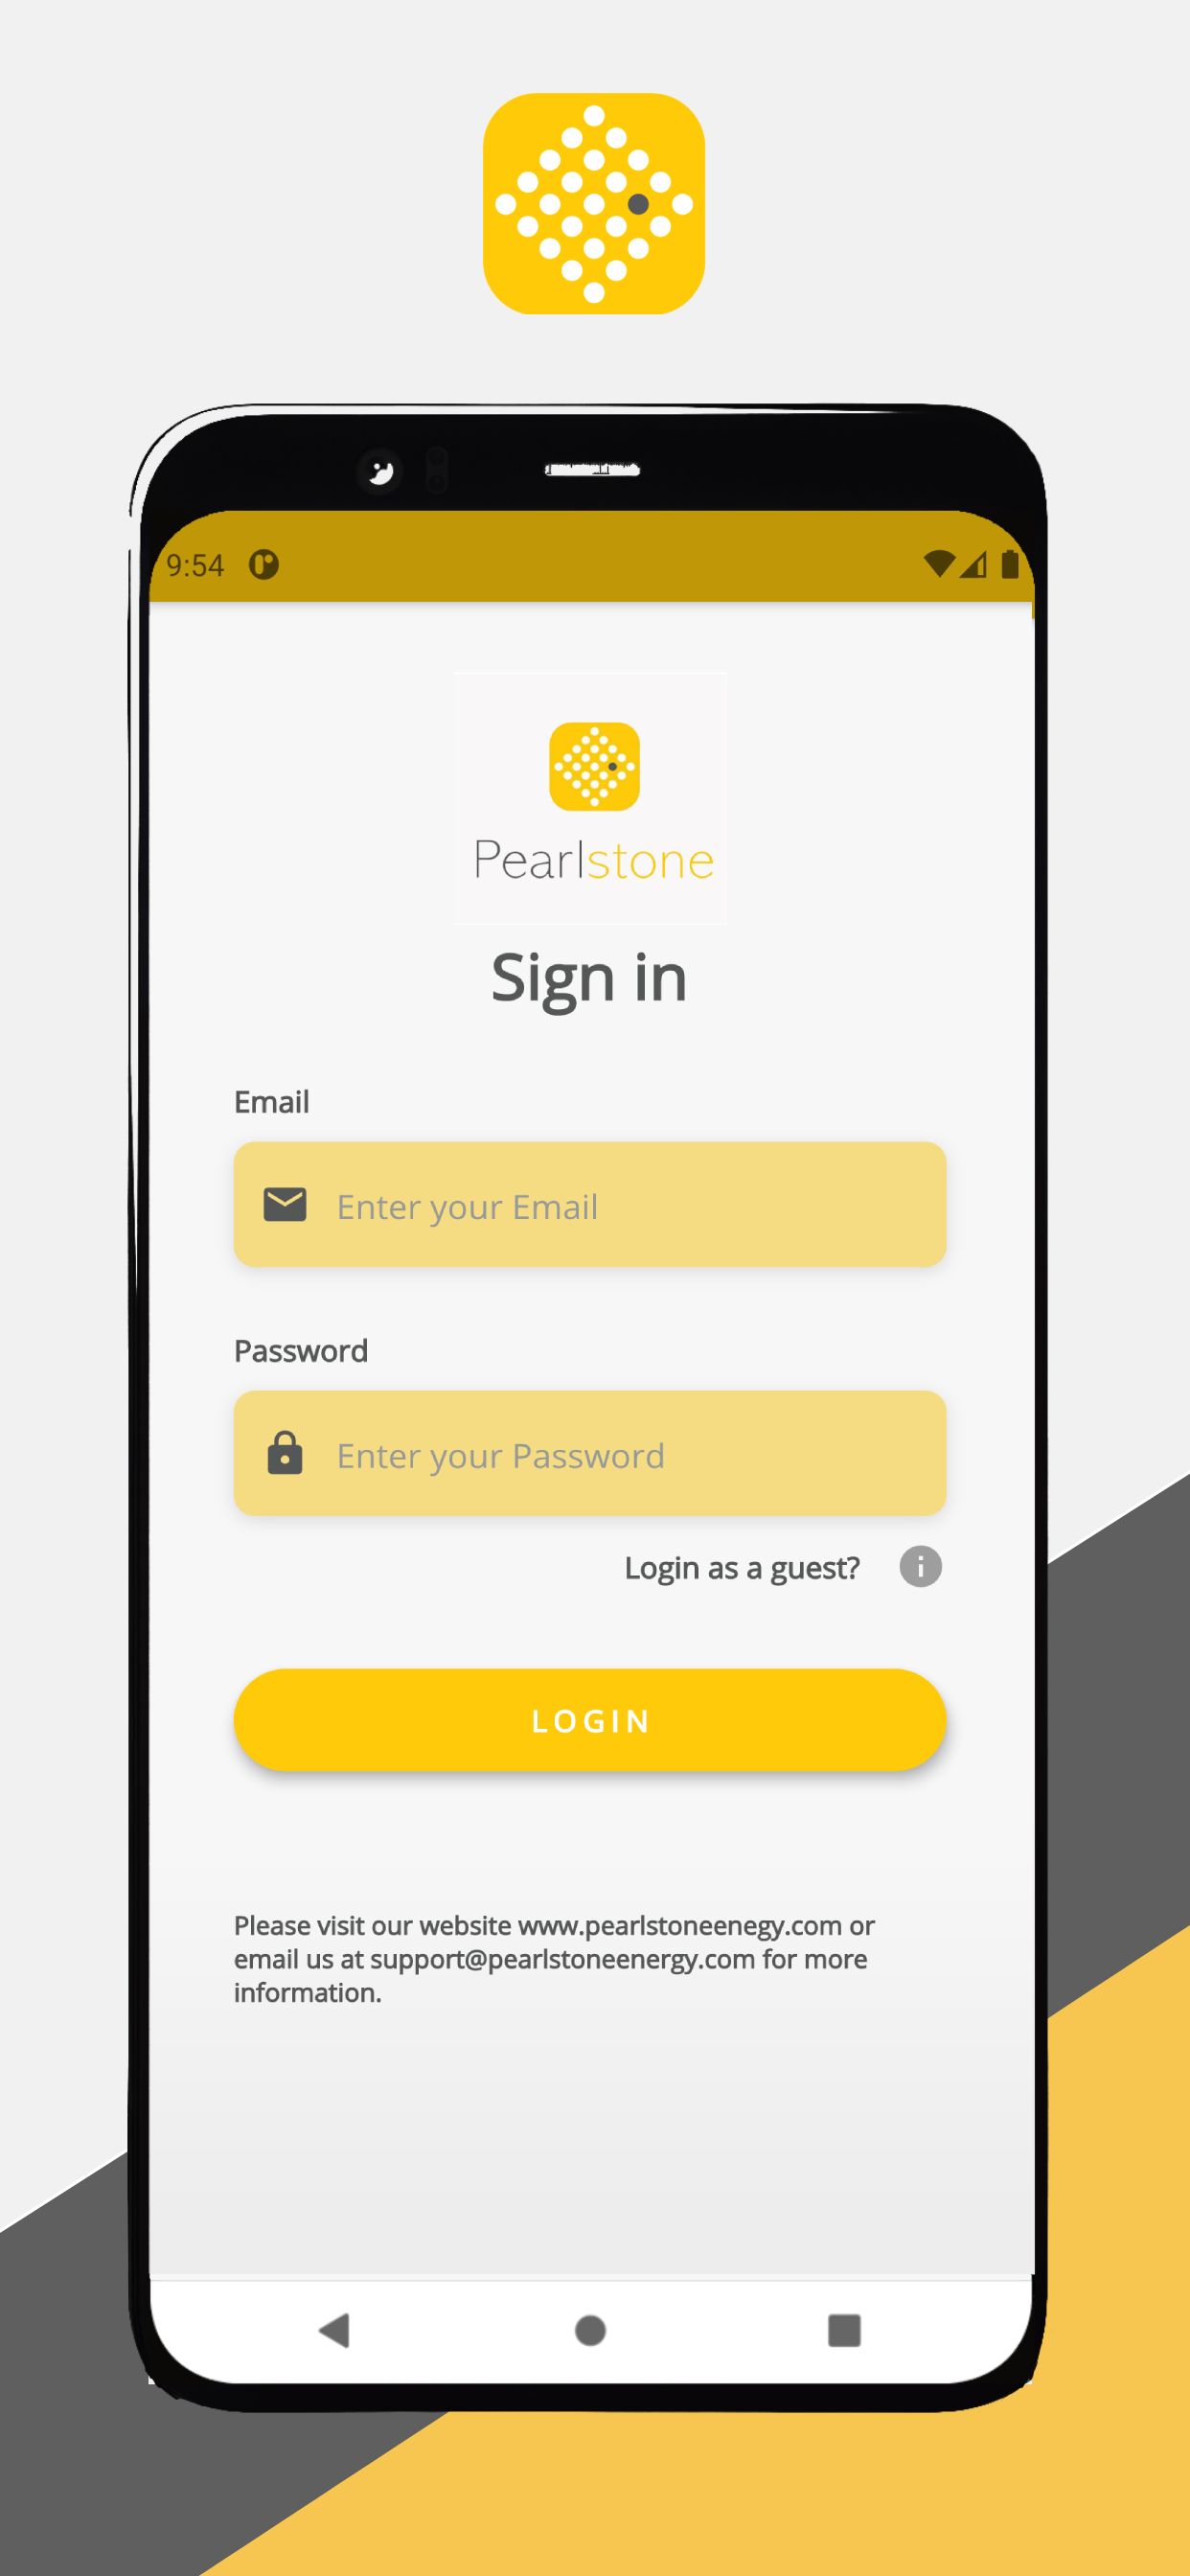 9:54
Pearlstone
Sign in
Email
Enter your Email
Password
Enter your Password
Login as a guest?
LOGIN
Please visit our website www.pearlstoneenegy.com or
email us at support@pearlstoneenergy.com for more
information.